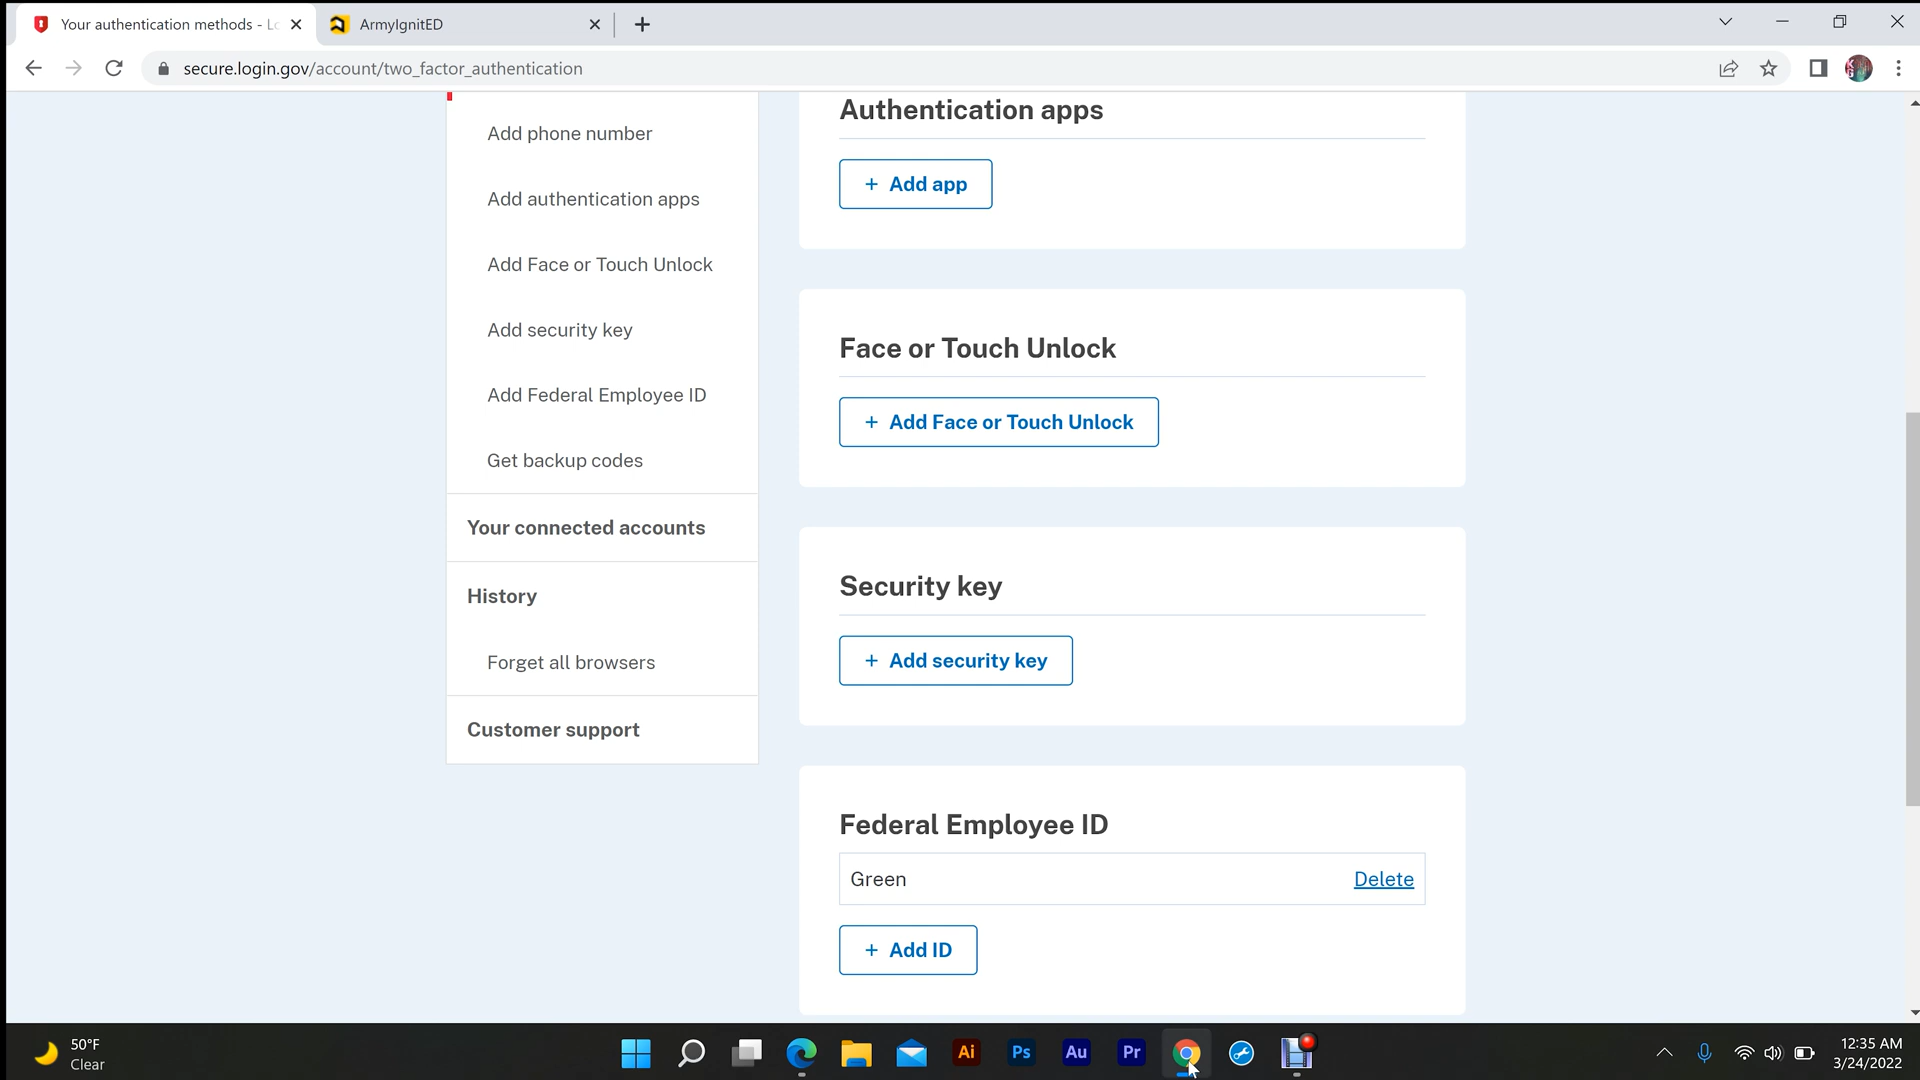 Your authentication methods - Lo
ArmyIgnitED
secure.login.gov/account/two_factor_authentication
Add phone number
Add authentication apps
Add Face or Touch Unlock
Add security key
Add Federal Employee ID
Get backup codes
Your connected accounts
History
Forget all browsers
Customer support
Authentication apps
+ Add app
Face or Touch Unlock
+ Add Face or Touch Unlock
Security key
+ Add security key
Federal Employee ID
Green Delete
+ Add ID
50°F
Clear
Ai Ps Au Pr
12:35 AM
3/24/2022